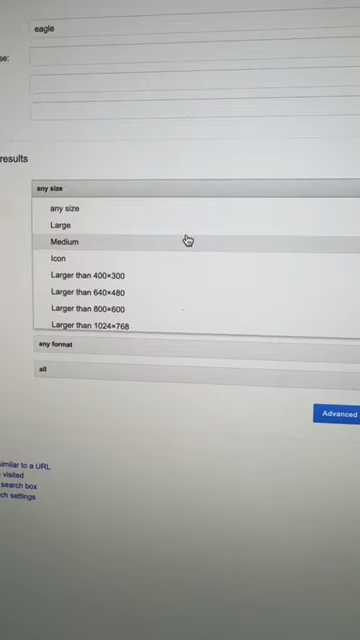 eagle
se:
results
any size
any size
Large
Medium
Icon
Larger than 400×300
Larger than 640×480
Larger than 800×600
Larger than 1024×768
any format
all
Advanced
similar to a URL
visited
search box
ch settings